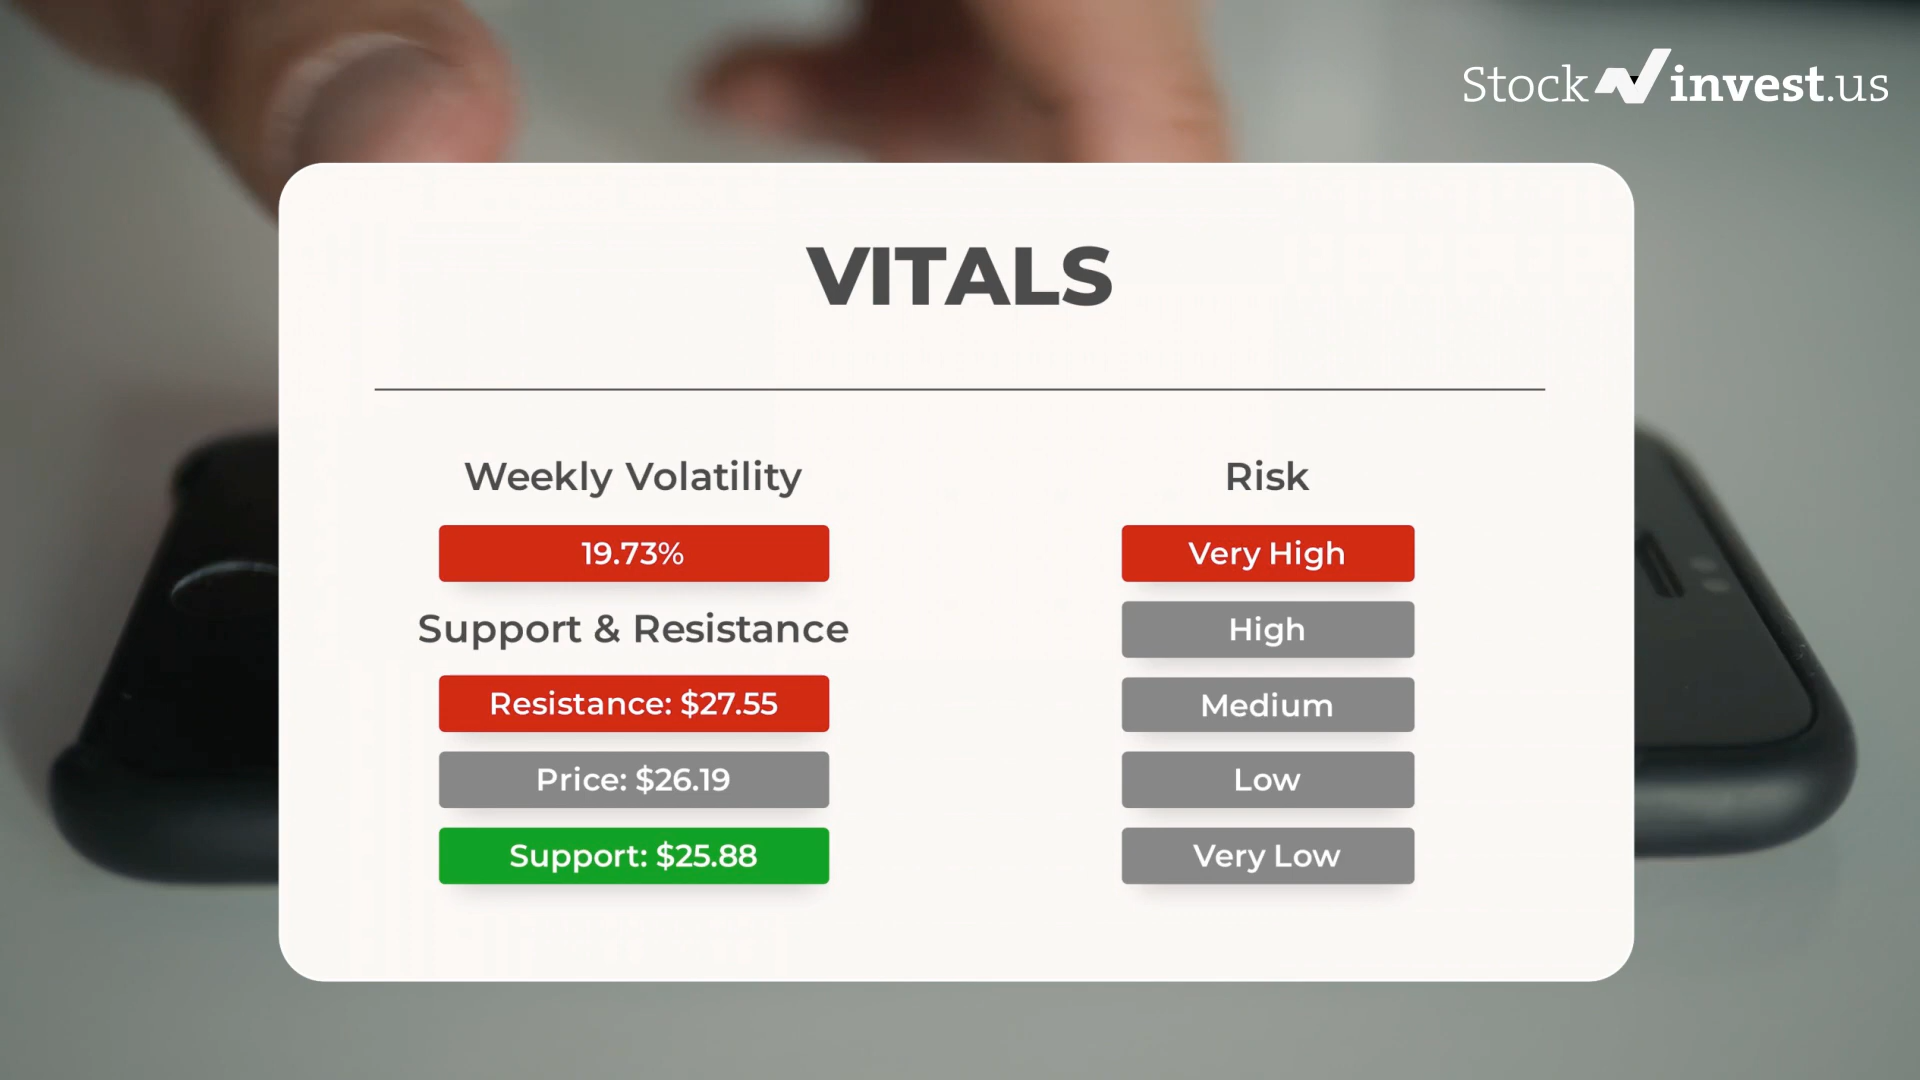 Stock invest.us
VITALS
Weekly Volatility
19.73%
Support & Resistance
Resistance: $27.55
Price: $26.19
Support: $25.88
Risk
Very High
High
Medium
Low
Very Low